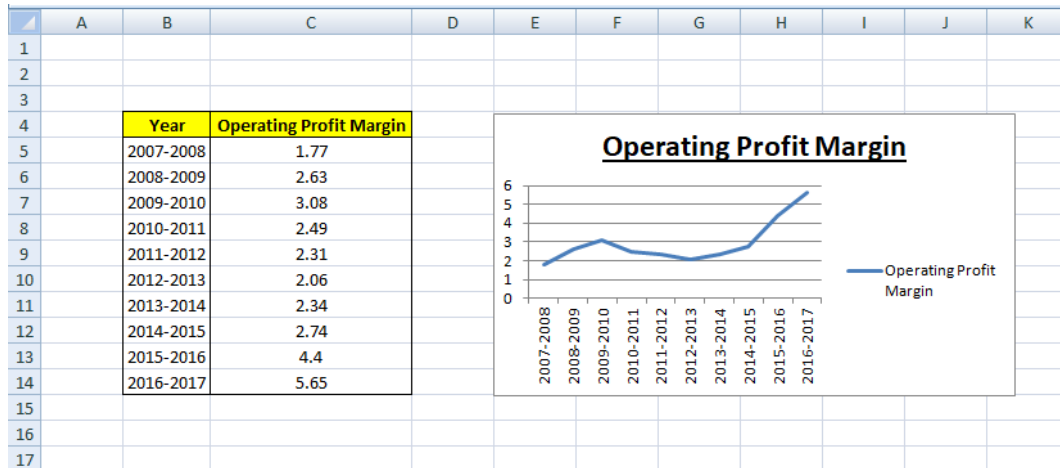 A B C D E F G H I J K
1
2
3
4 Year Operating Profit Margin
5 2007-2008 1.77
6 2008-2009 2.63
7 2009-2010 3.08
8 2010-2011 2.49
9 2011-2012 2.31
10 2012-2013 2.06
11 2013-2014 2.34
12 2014-2015 2.74
13 2015-2016 4.4
14 2016-2017 5.65
15
16
17
Operating Profit Margin
6
5
4
3
2
1
0
2007-2008
2008-2009
2009-2010
2010-2011
2011-2012
2012-2013
2013-2014
2014-2015
2015-2016
2016-2017
Operating Profit
Margin